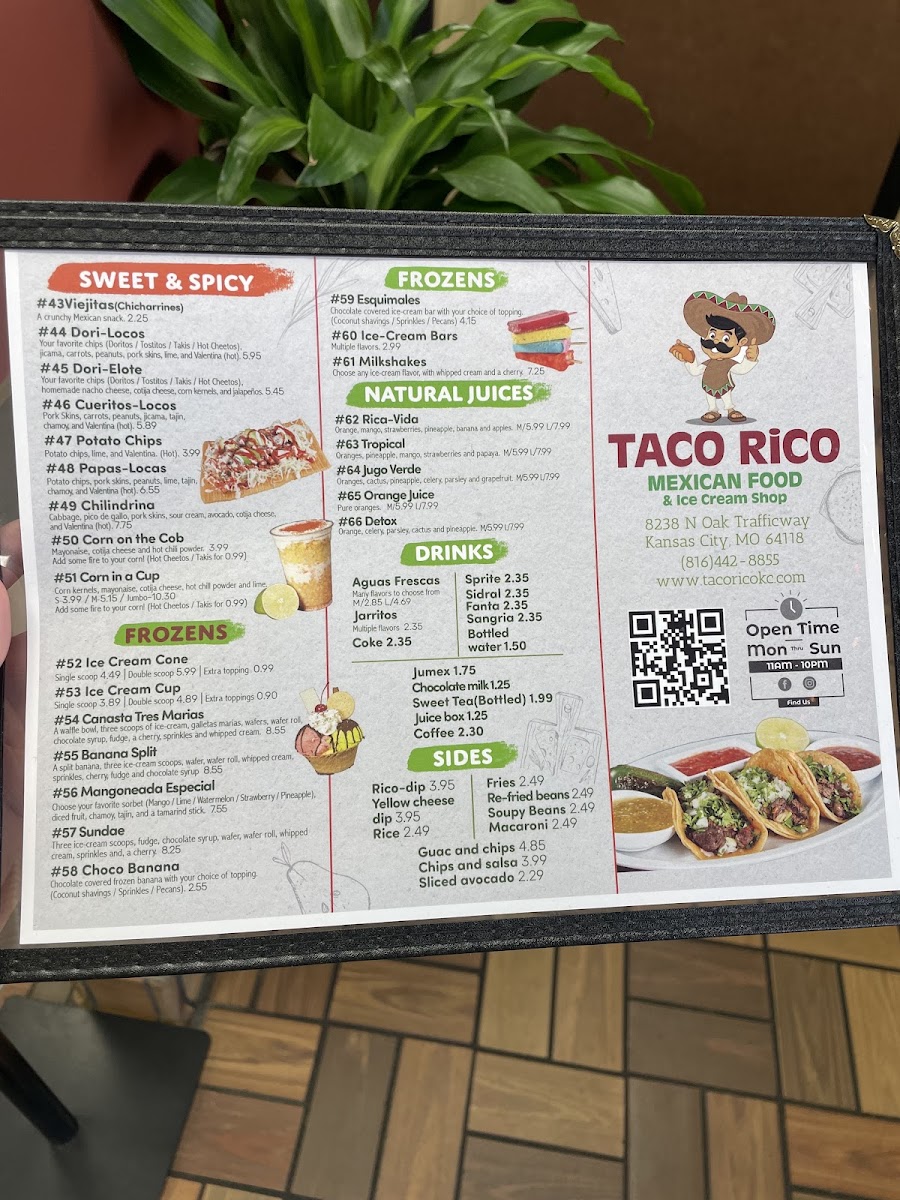 SWEET & SPICY
#43Viejitas(Chicharrines)
A crunchy Mexican snack. 2.25
#44 Dori-Locos
Your favorite chips (Doritos / Tostitos / Takis / Hot Cheetos),
jicama, carrots, peanuts, pork skins, lime, and Valentina (hot). 5.95
#45 Dori-Elote
Your favorite chips (Doritos / Tostitos / Takis / Hot Cheetos),
homemade nacho cheese, cotija cheese, corn kernels, and jalapeños. 5.45
#46 Cueritos-Locos
Pork Skins, carrots, peanuts, jicama, tajin,
chamoy, and Valentina (hot). 5.89
#47 Potato Chips
Potato chips, lime, and Valentina. (Hot). 3.99
#48 Papas-Locas
Potato chips, pork skins, peanuts, lime, tajin,
chamoy, and Valentina (hot). 6.55
#49 Chilindrina
Cabbage, pico de gallo, pork skins, sour cream, avocado, cotija cheese,
and Valentina (hot). 7.75
#50 Corn on the Cob
Mayonaise, cotija cheese and hot chili powder. 3.99
Add some fire to your corn! (Hot Cheetos / Takis for 0.99)
#51 Corn in a Cup
Corn kernels, mayonaise, cotija cheese, hot chili powder and lime.
S-3.99 / M-5.15 / Jumbo-10.30
Add some fire to your corn! (Hot Cheetos / Takis for 0.99)
FROZENS
#52 Ice Cream Cone
Single scoop 4.49 | Double scoop 5.99 | Extra topping. 0.99
#53 Ice Cream Cup
Single scoop 3.89 | Double scoop 4.89 | Extra toppings 0.90
#54 Canasta Tres Marias
A waffle bowl, three scoops of ice-cream, galletas marias, wafers, wafer roll,
chocolate syrup, fudge, a cherry, sprinkles and whipped cream. 8.55
#55 Banana Split
A split banana, three ice-cream scoops, wafer, wafer roll, whipped cream,
sprinkles, cherry, fudge and chocolate syrup 8.55
#56 Mangoneada Especial
Choose your favorite sorbet (Mango / Lime / Watermelon / Strawberry / Pineapple),
diced fruit, chamoy, tajin, and a tamarind stick. 7.55
#57 Sundae
Three ice-cream scoops, fudge, chocolate syrup, wafer, wafer roll, whipped
cream, sprinkles and, a cherry 8.25
#58 Choco Banana
Chocolate covered frozen banana with your choice of topping.
(Coconut shavings / Sprinkles / Pecans). 2.55
FROZENS
#59 Esquimales
Chocolate covered ice-cream bar with your choice of topping.
(Coconut shavings / Sprinkles / Pecans) 4.15
#60 Ice-Cream Bars
Multiple flavors. 2.99
#61 Milkshakes
Choose any ice-cream flavor, with whipped cream and a cherry. 7.25
NATURAL JUICES
#62 Rica-Vida
Orange, mango, strawberries, pineapple, banana and apples. M/5.99 L/7.99
#63 Tropical
Oranges, pineapple, mango, strawberries and papaya. M/5.99 L/7.99
#64 Jugo Verde
Oranges, cactus, pineapple, celery, parsley and grapefruit. M/5.99 L/7.99
#65 Orange Juice
Pure oranges. M/5.99 L/7.99
#66 Detox
Orange, celery, parsley, cactus and pineapple. M/5.99 L/7.99
DRINKS
Aguas Frescas
Many flavors to choose from
M/2.85 L/4.69
Jarritos
Multiple flavors. 2.35
Coke 2.35
Sprite 2.35
Sidral 2.35
Fanta 2.35
Sangria 2.35
Bottled
water 1.50
Jumex 1.75
Chocolate milk 1.25
Sweet Tea(Bottled) 1.99
Juice box 1.25
Coffee 2.30
SIDES
Rico-dip 3.95
Yellow cheese
dip 3.95
Rice 2.49
Fries 2.49
Re-fried beans 2.49
Soupy Beans 2.49
Macaroni 2.49
Guac and chips 4.85
Chips and salsa 3.99
Sliced avocado 2.29
TACO RiCO
MEXICAN FOOD
& Ice Cream Shop
8238 N Oak Trafficway
Kansas City, MO 64118
(816)442-8855
www.tacoricokc.com
Open Time
Mon Thru Sun
11AM - 10PM
Find Us